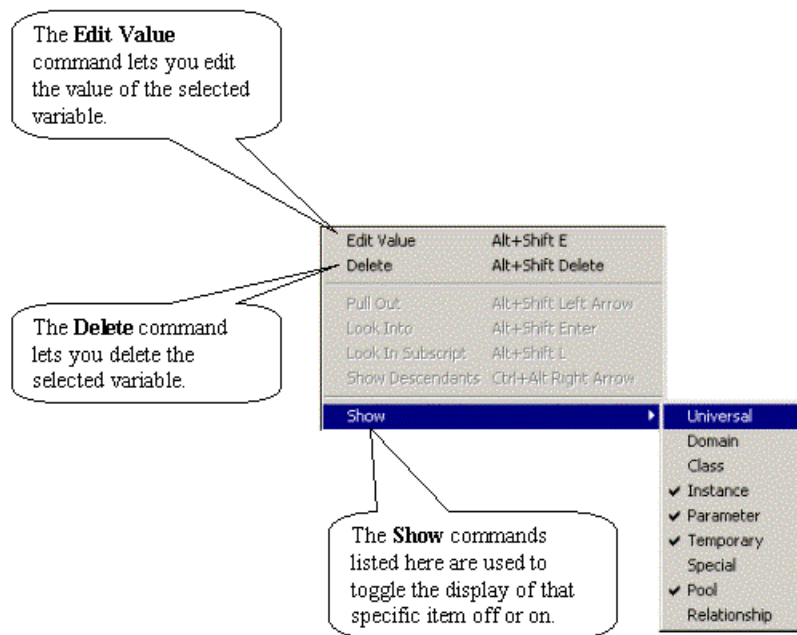 The Edit Value
command lets you edit
the value of the selected
variable.
Edit Value Alt+Shift E
Delete Alt+Shift Delete
Pull Out Alt+Shift Left Arrow
Look Into Alt+Shift Enter
Look In Subscript Alt+Shift L
Show Descendants Ctrl+Alt Right Arrow
Show
The Delete command
lets you delete the
selected variable.
Universal
Domain
Class
Instance
Parameter
Temporary
Special
Pool
Relationship
The Show commands
listed here are used to
toggle the display of that
specific item off or on.